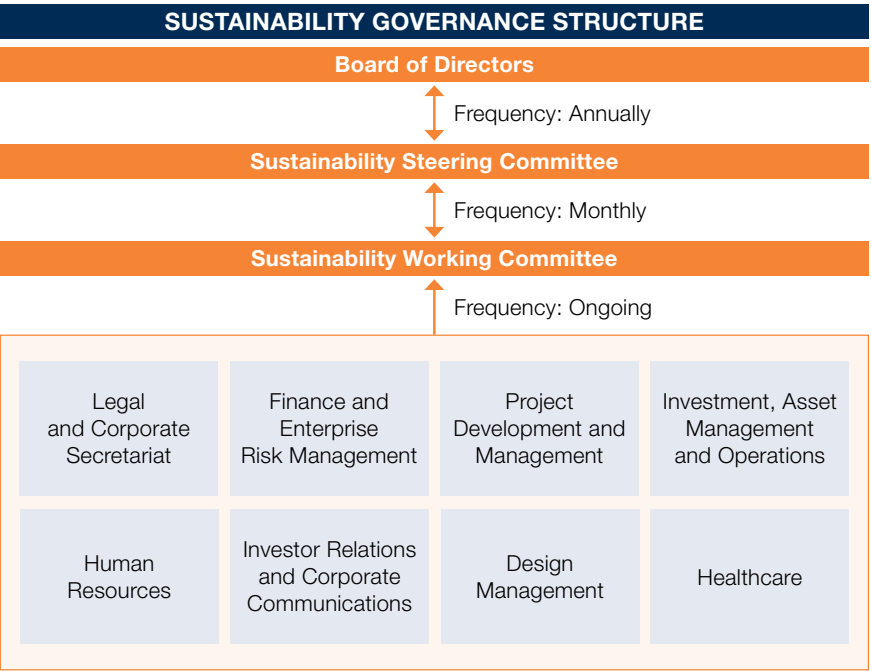 SUSTAINABILITY GOVERNANCE STRUCTURE
Board of Directors
Frequency: Annually
Sustainability Steering Committee
Frequency: Monthly
Sustainability Working Committee
Frequency: Ongoing
Legal
and Corporate
Secretariat
Finance and
Enterprise
Risk Management
Project
Development and
Management
Investment, Asset
Management
and Operations
Human
Resources
Investor Relations
and Corporate
Communications
Design
Management
Healthcare